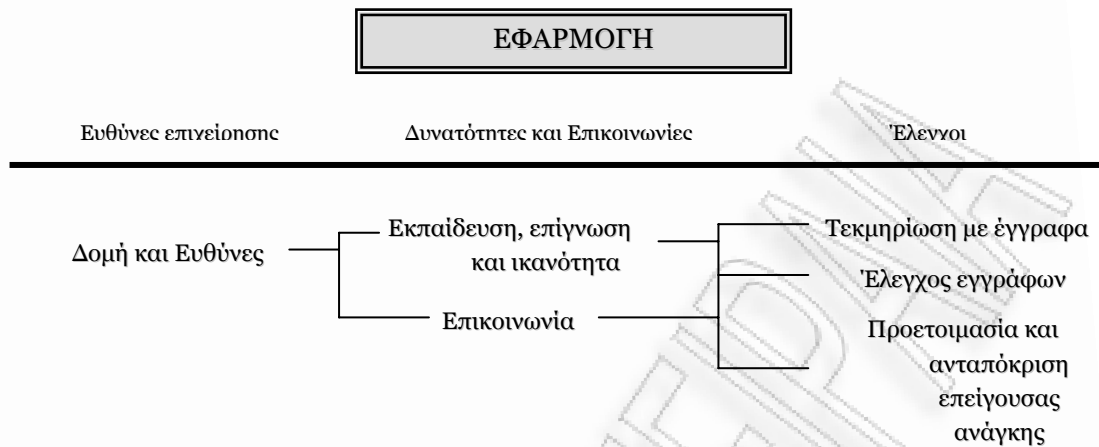 ΕΦΑΡΜΟΓΗ
Ευθύνες επιχείρησης
Δυνατότητες και Επικοινωνίες
Έλεγχοι
Δομή και Ευθύνες
Εκπαίδευση, επίγνωση
και ικανότητα
Επικοινωνία
Τεκμηρίωση με έγγραφα
Έλεγχος εγγράφων
Προετοιμασία και
ανταπόκριση
επείγουσας
ανάγκης